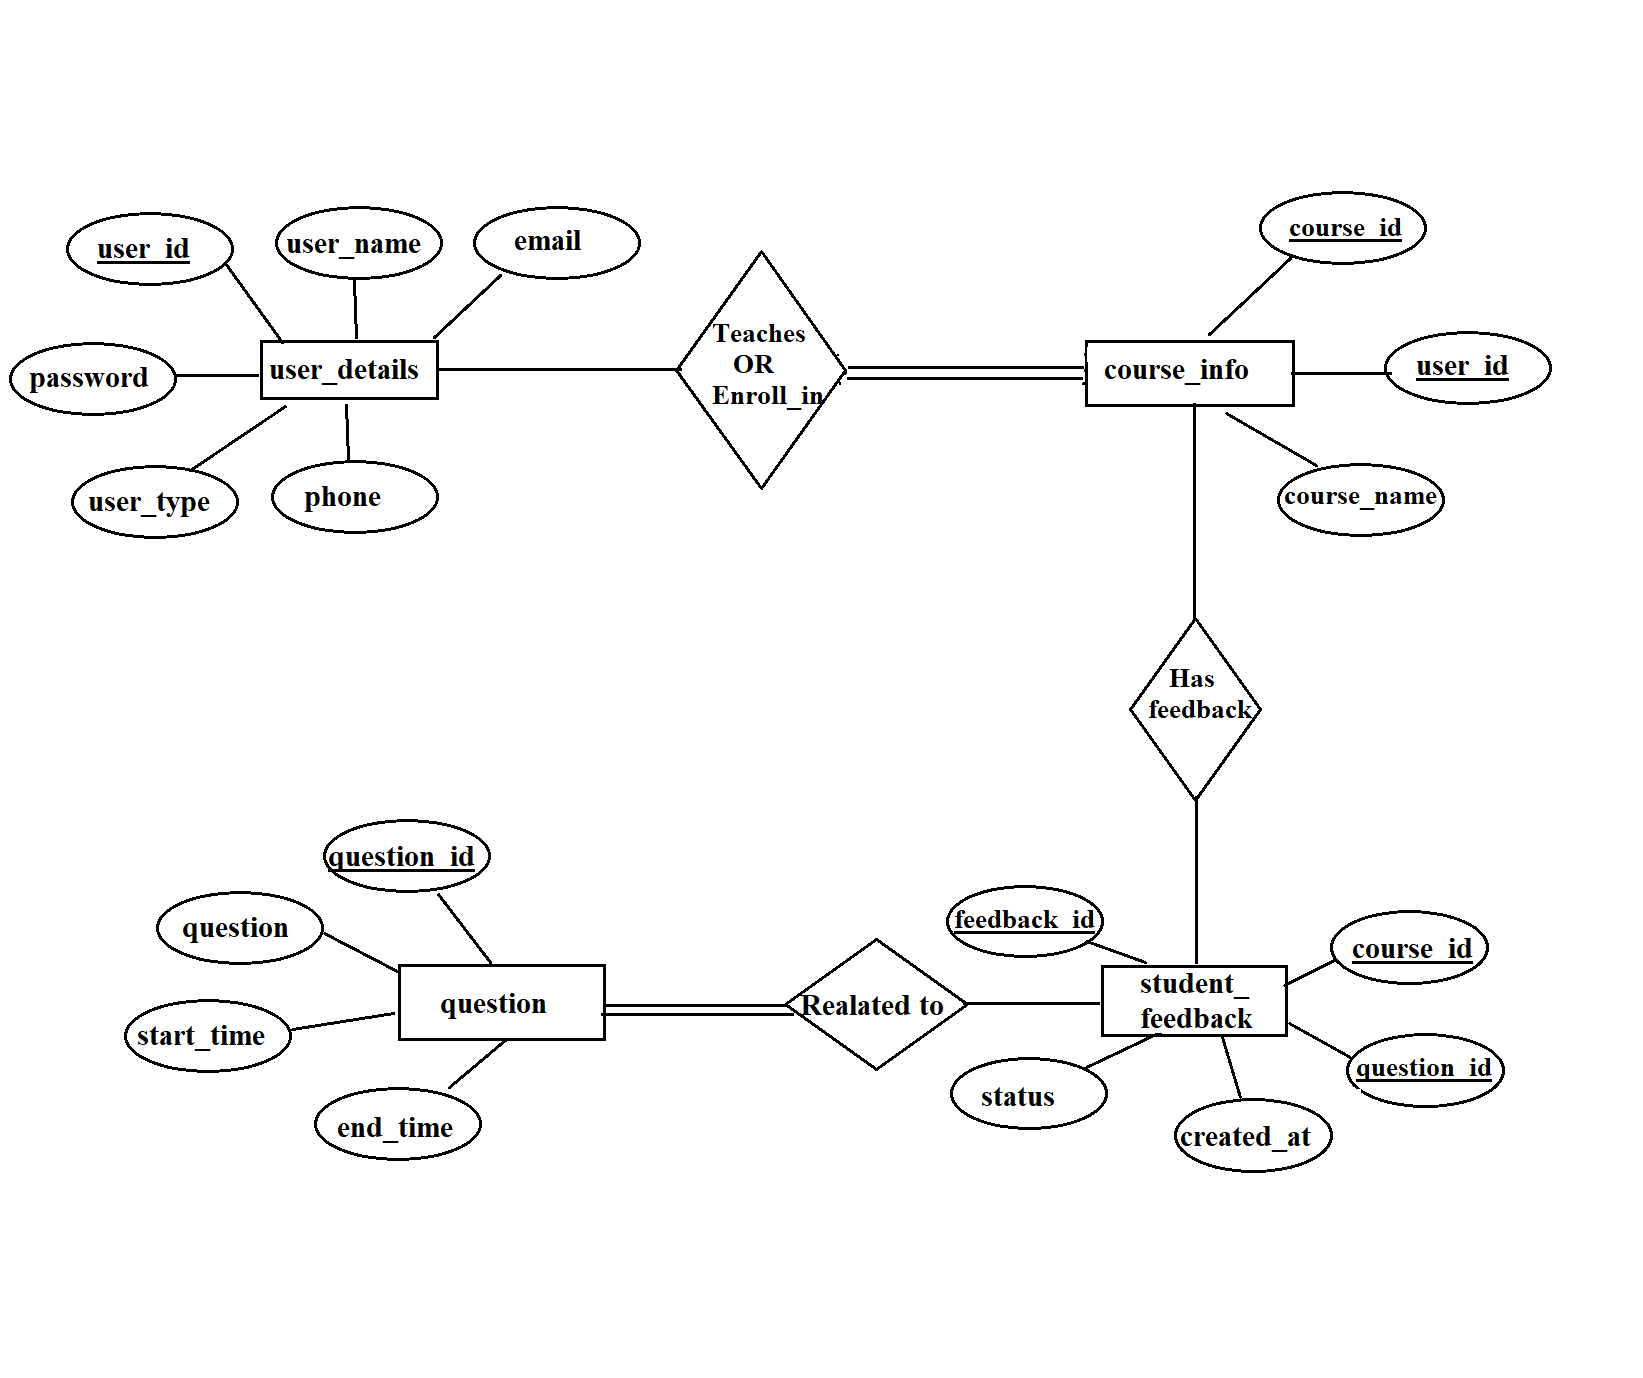 course_id
user_id
user_name
email
Teaches
OR
Enroll_in
user_details
course_info
user_id
password
user_type
phone
course_name
Has
feedback
question_id
question
feedback_id
course_id
student_
feedback
question
Realated to
start_time
question_id
status
end_time
created_at